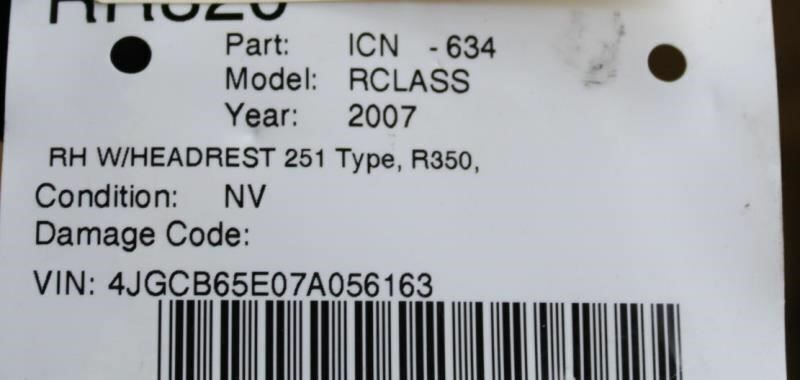 Part: ICN - 634
Model: RCLASS
Year: 2007
RH W/HEADREST 251 Type, R350,
Condition: NV
Damage Code:
VIN: 4JGCB65E07A056163